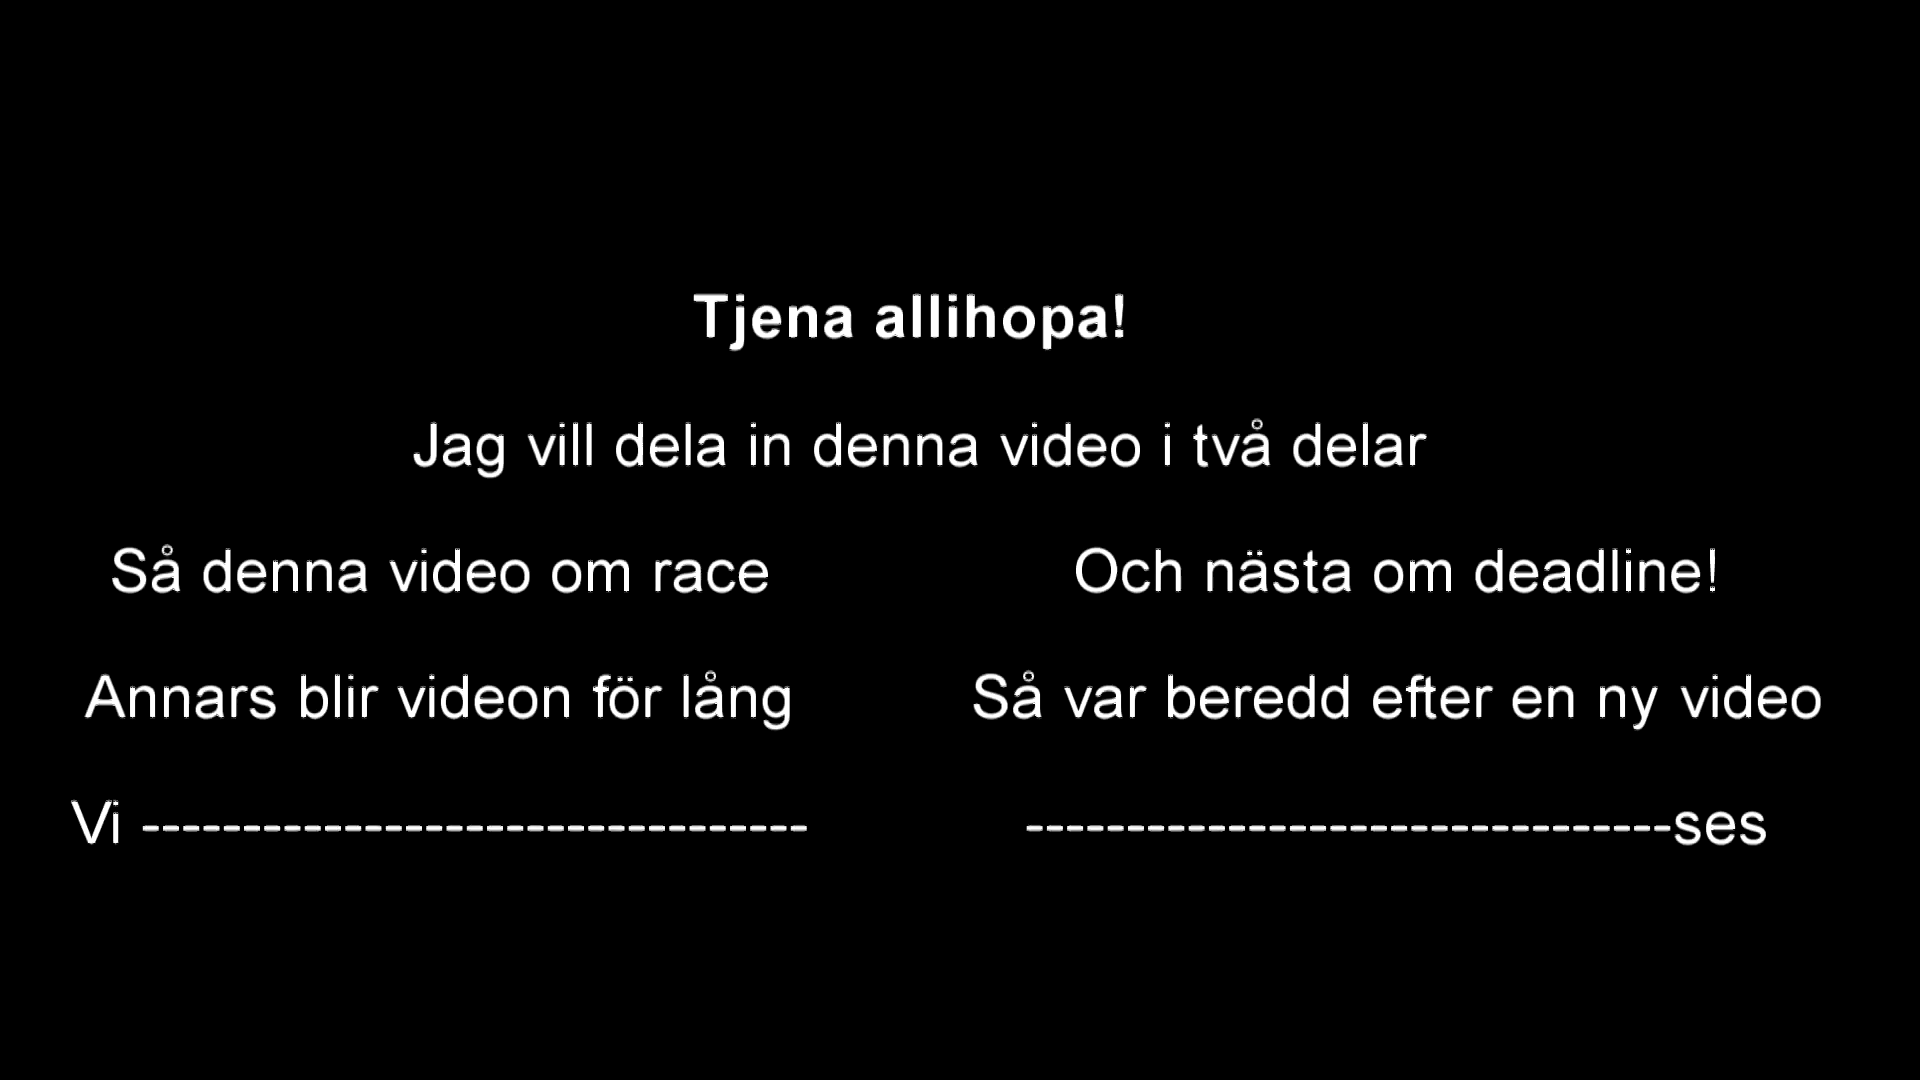 Tjena allihopa!
Jag vill dela in denna video i två delar
Så denna video om race
Och nästa om deadline!
Annars blir videon för lång
Så var beredd efter en ny video
Vi ---------------------------------
--------------------------------ses